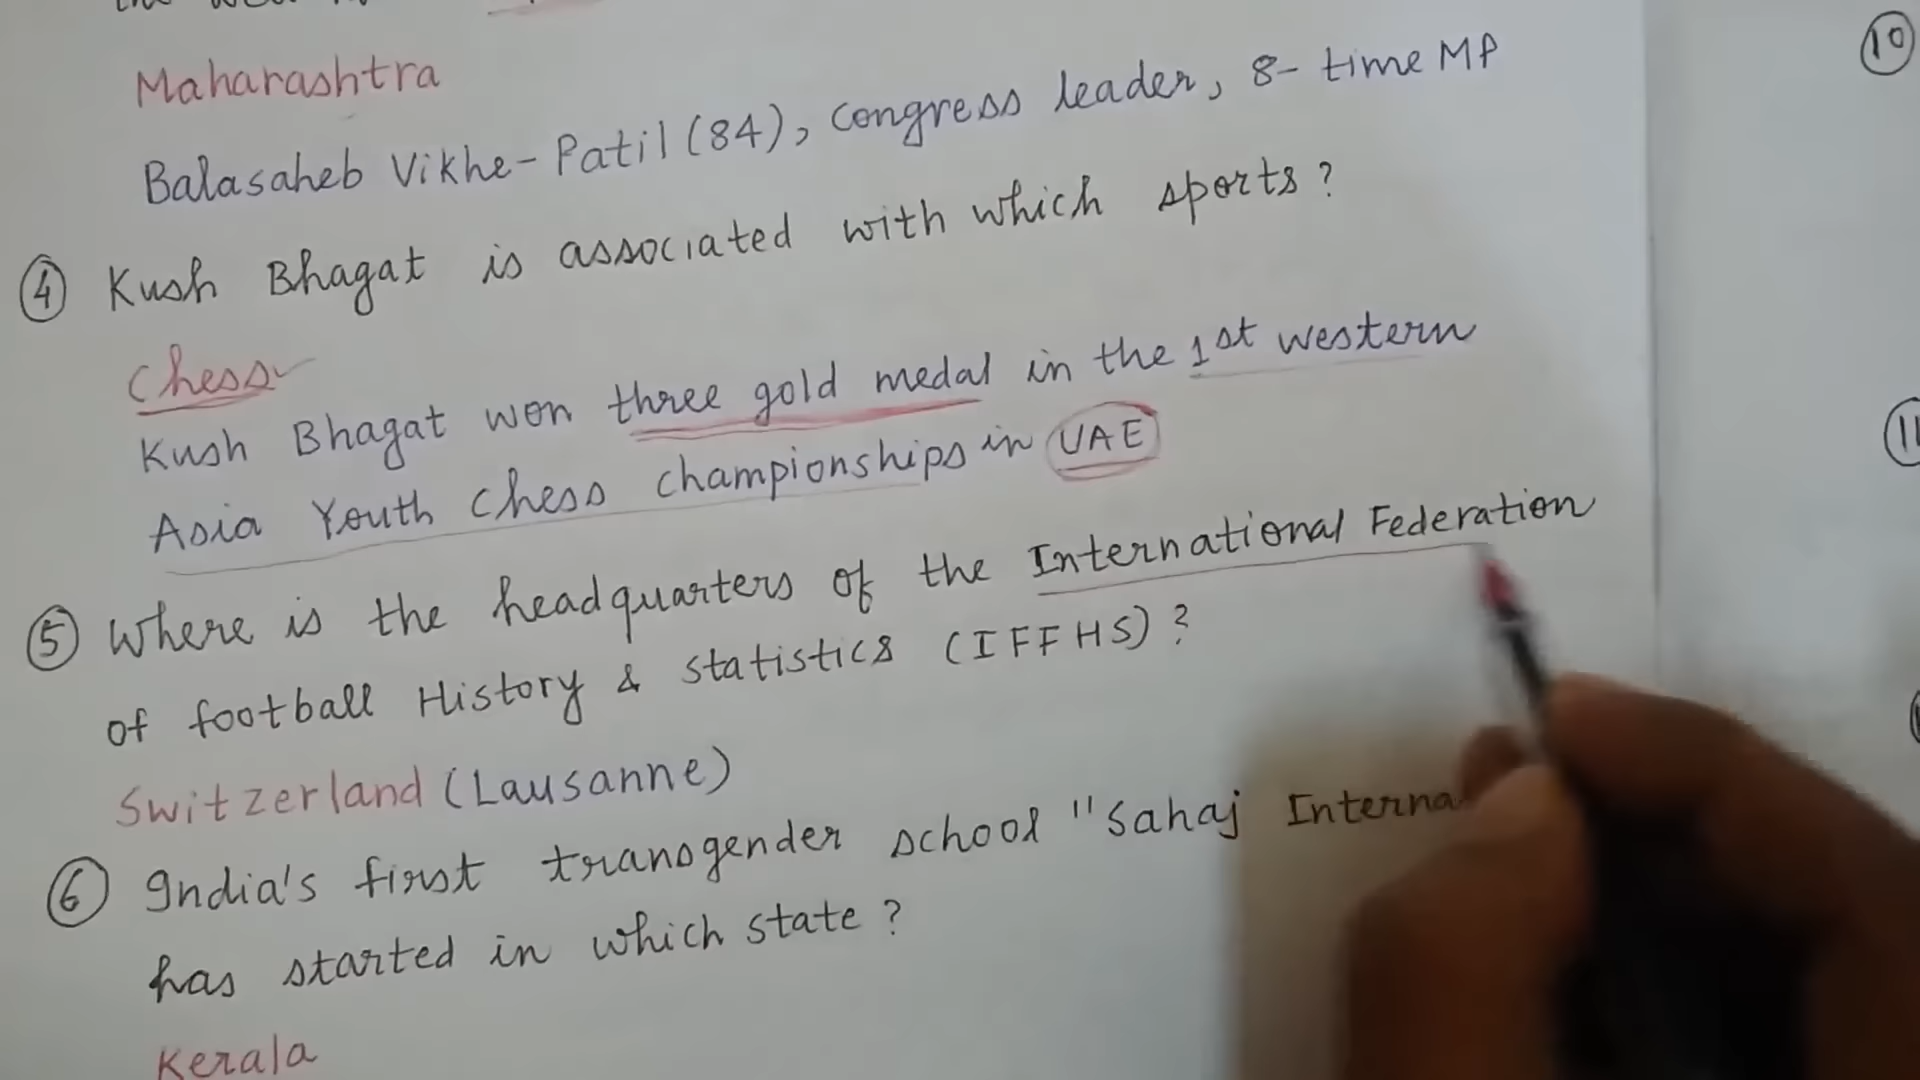 Maharashtra
Balasaheb Vikhe-Patil (84), Congress leader, 8-time MP
④ Kush Bhagat is associated with which sports?
Chess
Kush Bhagat won three gold medal in the 1st western
Asia Youth Chess championships in UAE
⑤ Where is the headquarters of the International Federation
of football History & statistics (IFFHS)?
Switzerland (Lausanne)
⑥ India's first transgender school "Sahaj Interna
has started in which state?
Kerala
⑩